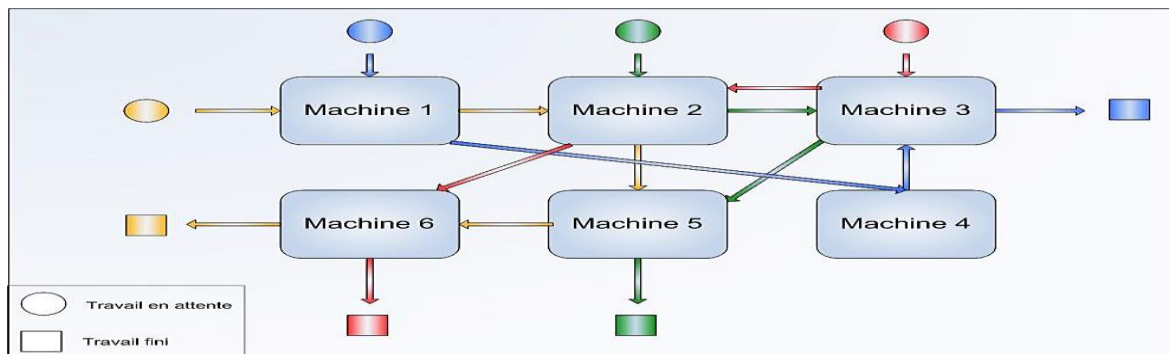 Machine 1
Machine 2
Machine 3
Machine 6
Machine 5
Machine 4
Travail en attente
Travail fini